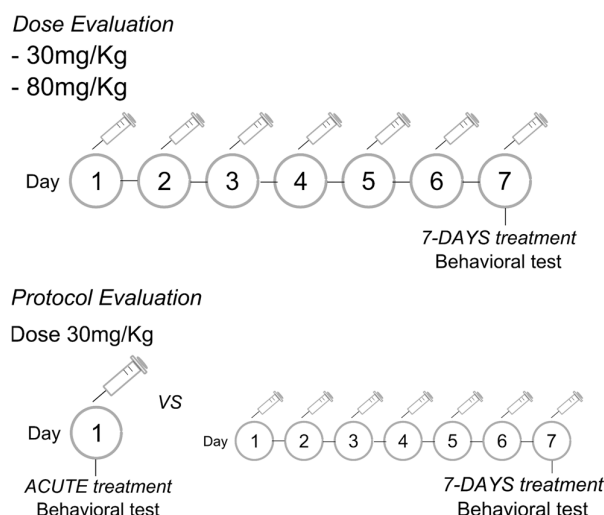 Dose Evaluation
- 30mg/Kg
- 80mg/Kg
Day 1 2 3 4 5 6 7
7-DAYS treatment
Behavioral test
Protocol Evaluation
Dose 30mg/Kg
VS
Day 1
Day 1 2 3 4 5 6 7
ACUTE treatment
Behavioral test
7-DAYS treatment
Behavioral test